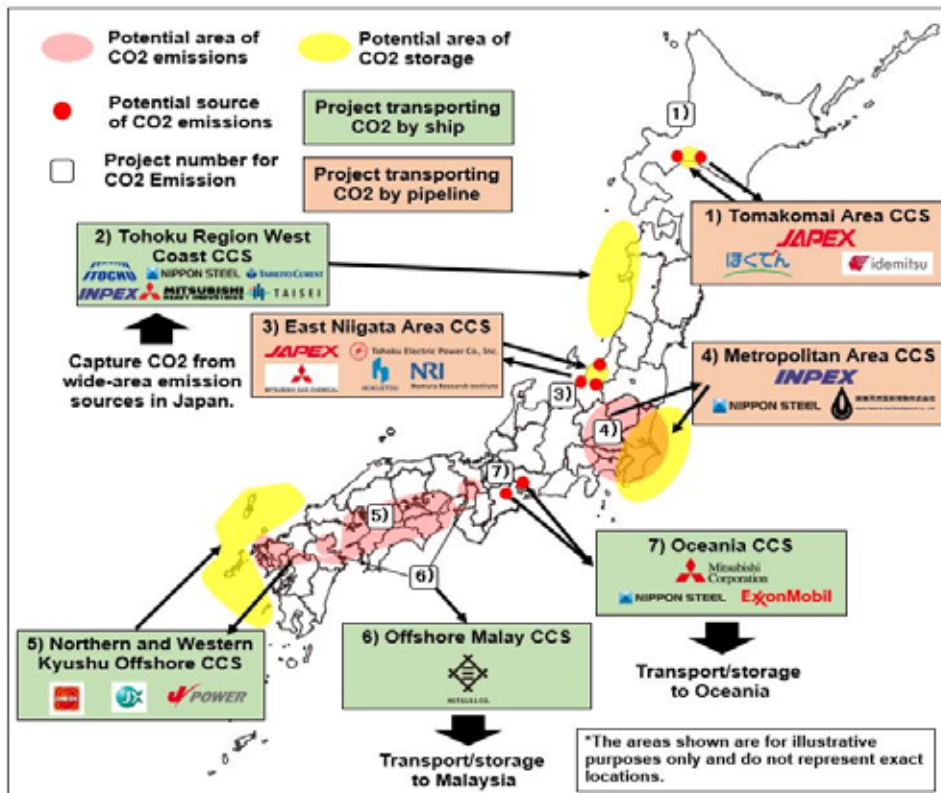 Potential area of
CO2 emissions
Potential area of
CO2 storage
Potential source
of CO2 emissions
Project transporting
CO2 by ship
Project number for
CO2 Emission
Project transporting
CO2 by pipeline
1)
1) Tomakomai Area CCS
JAPEX
ほくでん
idemitsu
2) Tohoku Region West
Coast CCS
ITOCHU
NIPPON STEEL
TAIHEIYO CEMENT
INPEX
MITSUBISHI
HEAVY INDUSTRIES
TAISEI
Capture CO2 from
wide-area emission
sources in Japan.
3) East Niigata Area CCS
JAPEX
Tohoku Electric Power Co., Inc.
MITSUBISHI GAS CHEMICAL
HOKUETSU
NRI
Nomura Research Institute
3)
4) Metropolitan Area CCS
INPEX
NIPPON STEEL
4)
7)
5)
6)
7) Oceania CCS
Mitsubishi
Corporation
NIPPON STEEL
ExxonMobil
Transport/storage
to Oceania
5) Northern and Western
Kyushu Offshore CCS
JX
J POWER
6) Offshore Malay CCS
MITSUI & CO.
Transport/storage
to Malaysia
*The areas shown are for illustrative
purposes only and do not represent exact
locations.